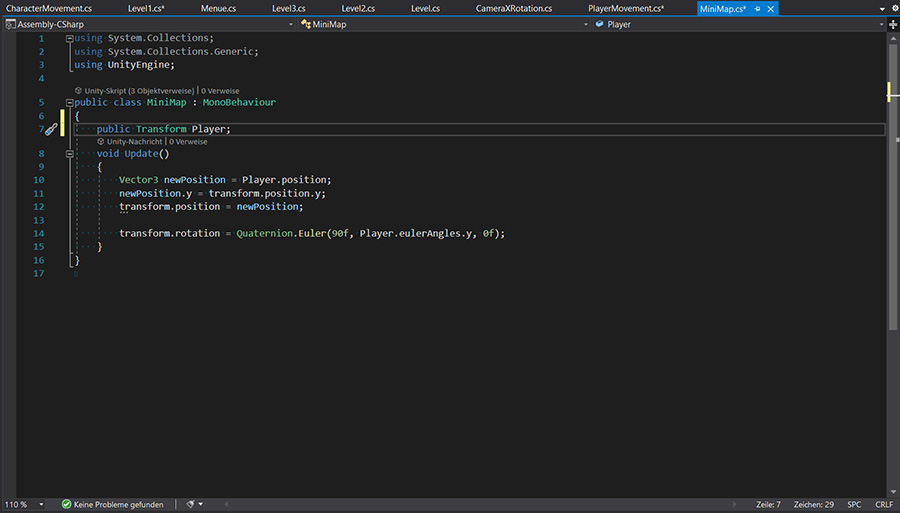 CharacterMovement.cs Level1.cs* Menue.cs Level3.cs Level2.cs Level.cs CameraXRotation.cs PlayerMovement.cs* MiniMap.cs*
Assembly-CSharp MiniMap Player
1 using System.Collections;
2 using System.Collections.Generic;
3 using UnityEngine;
4
Unity-Skript (3 Objektverweise) | 0 Verweise
5 public class MiniMap : MonoBehaviour
6 {
7 public Transform Player;
Unity-Nachricht | 0 Verweise
8 void Update()
9 {
10 Vector3 newPosition = Player.position;
11 newPosition.y = transform.position.y;
12 transform.position = newPosition;
13
14 transform.rotation = Quaternion.Euler(90f, Player.eulerAngles.y, 0f);
15 }
16 }
17
110 % Keine Probleme gefunden Zeile: 7 Zeichen: 29 SPC CRLF